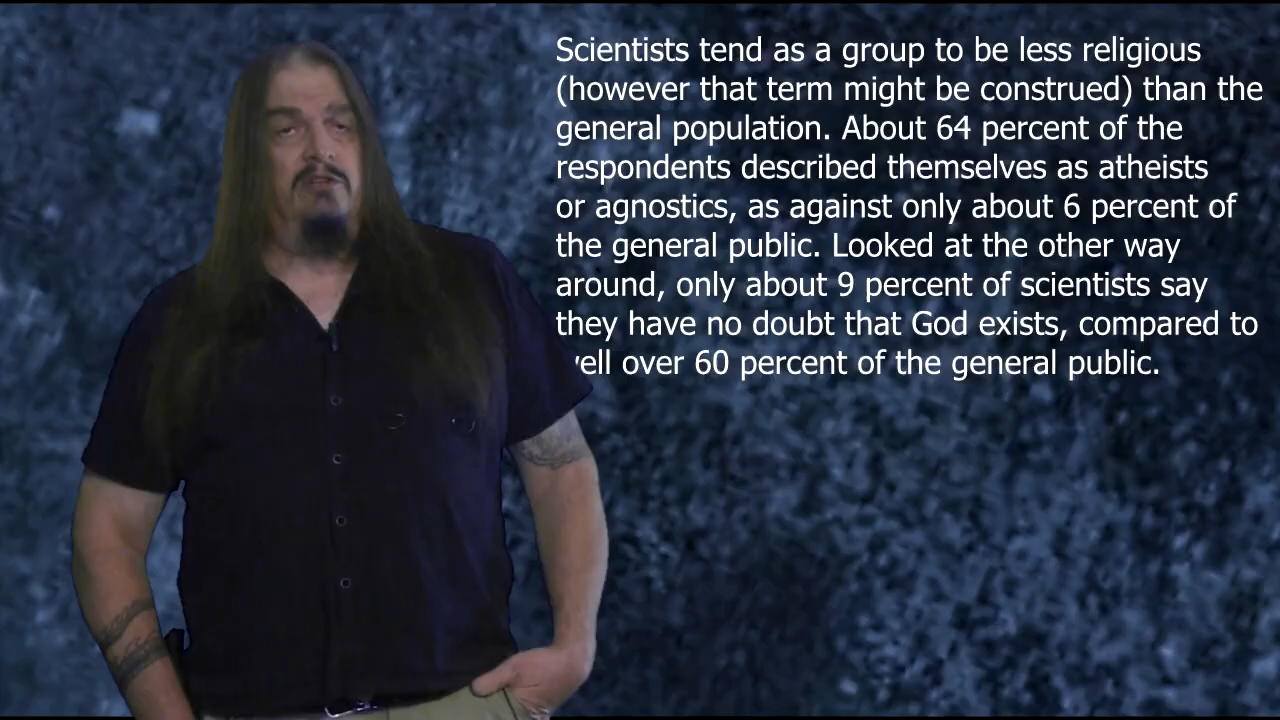 Scientists tend as a group to be less religious
(however that term might be construed) than the
general population. About 64 percent of the
respondents described themselves as atheists
or agnostics, as against only about 6 percent of
the general public. Looked at the other way
around, only about 9 percent of scientists say
they have no doubt that God exists, compared to
well over 60 percent of the general public.